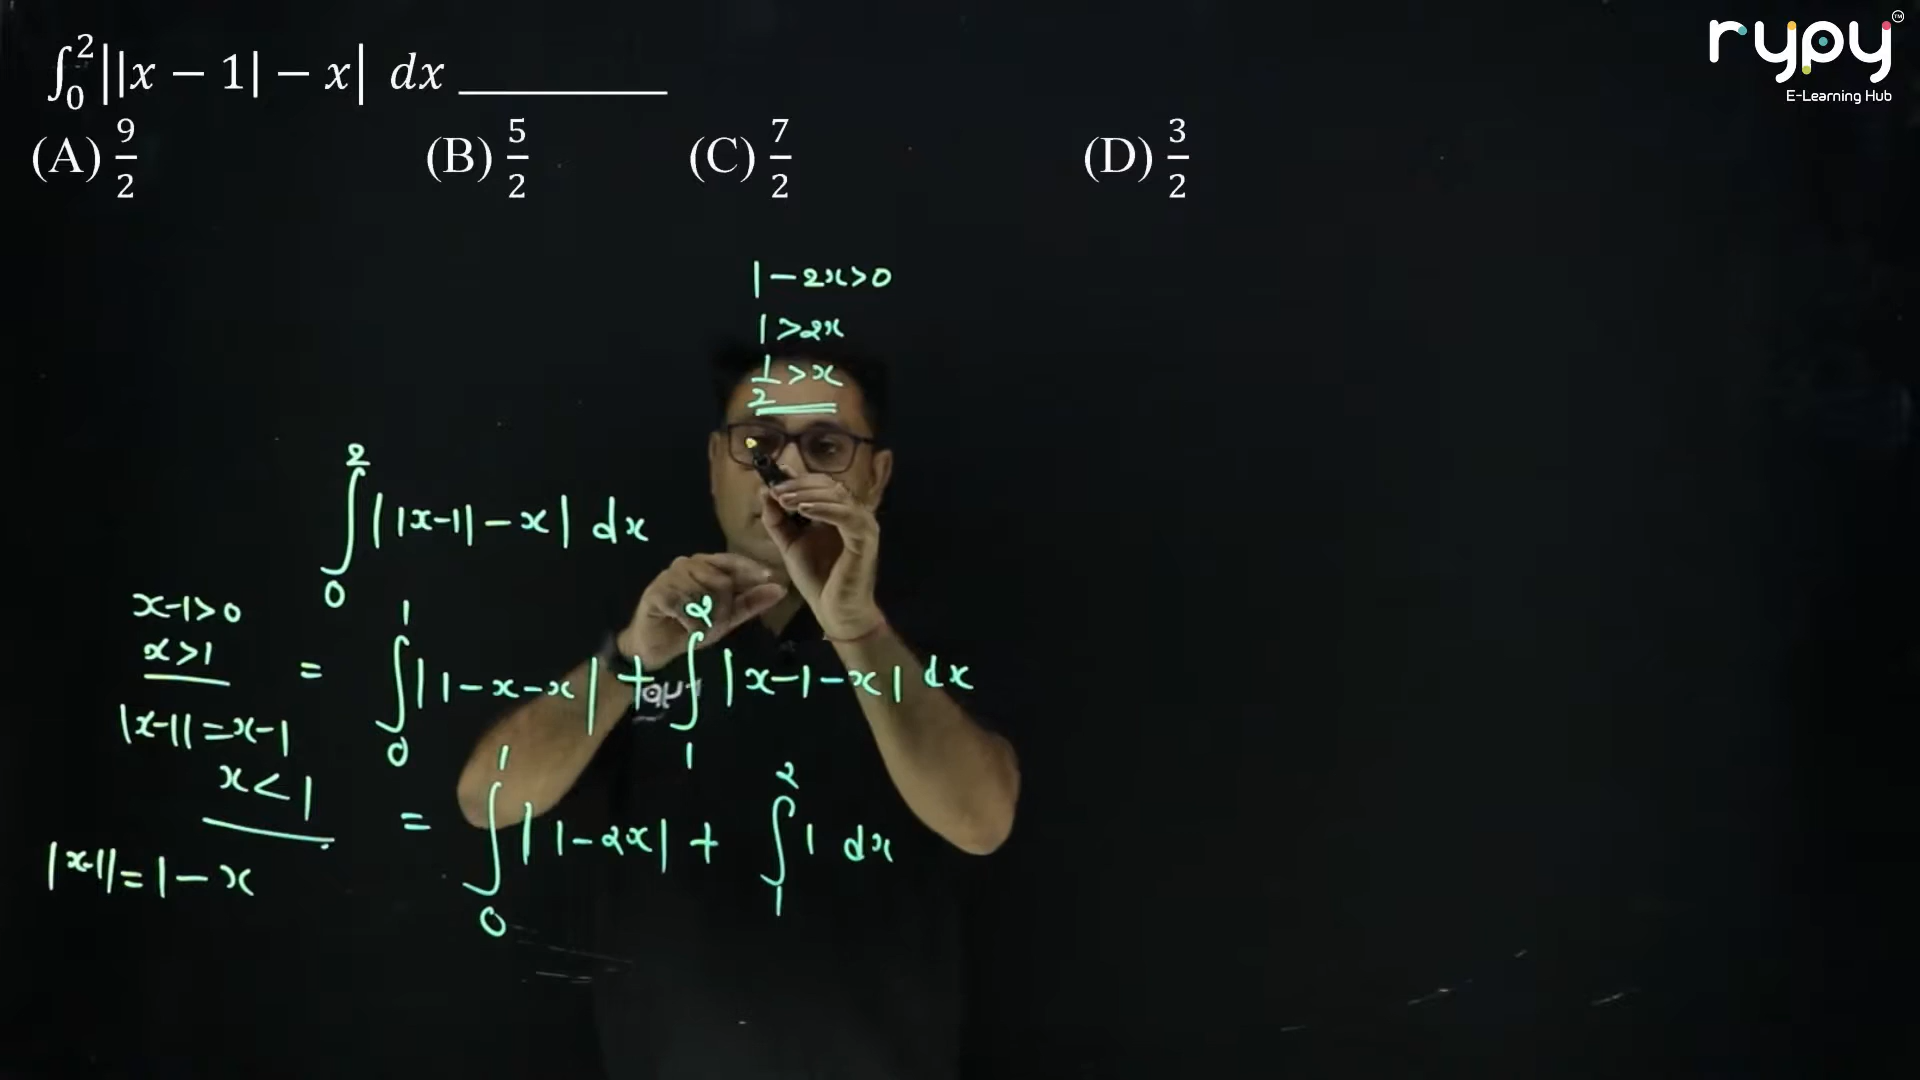 rypy™
E-Learning Hub
∫₀² ||x − 1| − x| dx ________
(A) 9/2 (B) 5/2 (C) 7/2 (D) 3/2
1 − 2x > 0
1 > 2x
1/2 > x
∫₀² ||x-1| − x| dx
x-1>0
x>1
= ∫₀¹ |1 − x − x| + ∫₁² |x − 1 − x| dx
|x-1| = x-1
x < 1
= ∫₀¹ |1 − 2x| + ∫₁² 1 dx
|x-1| = 1 − x